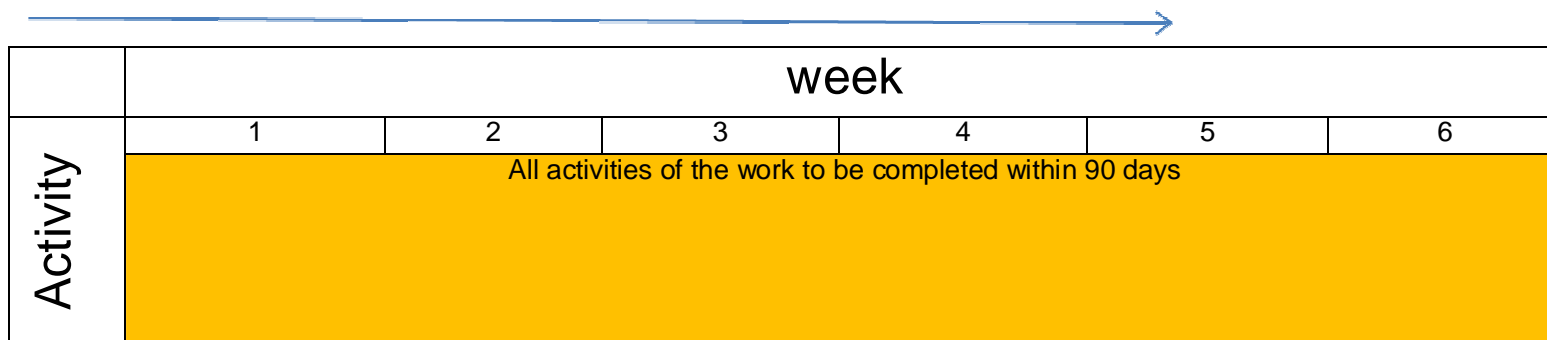 week
1 2 3 4 5 6
Activity
All activities of the work to be completed within 90 days